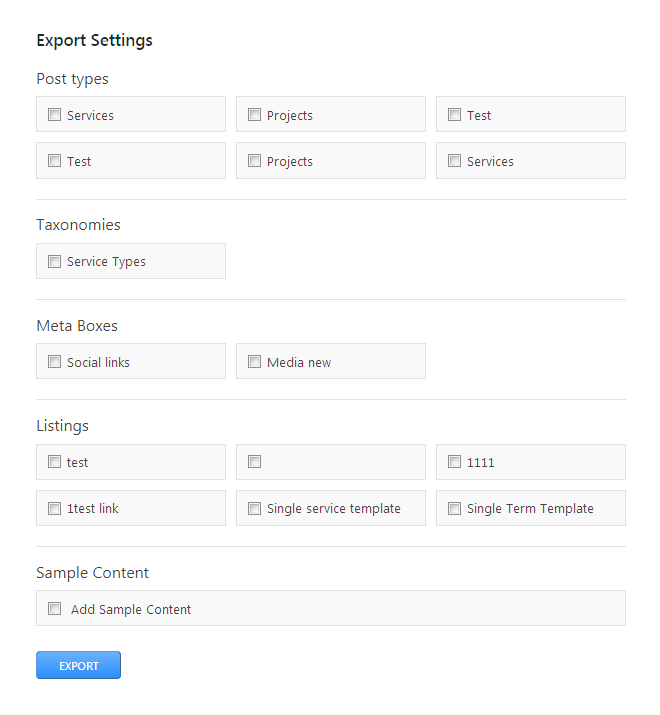 Export Settings
Post types
Services Projects Test
Test Projects Services
Taxonomies
Service Types
Meta Boxes
Social links Media new
Listings
test 1111
1test link Single service template Single Term Template
Sample Content
Add Sample Content
EXPORT